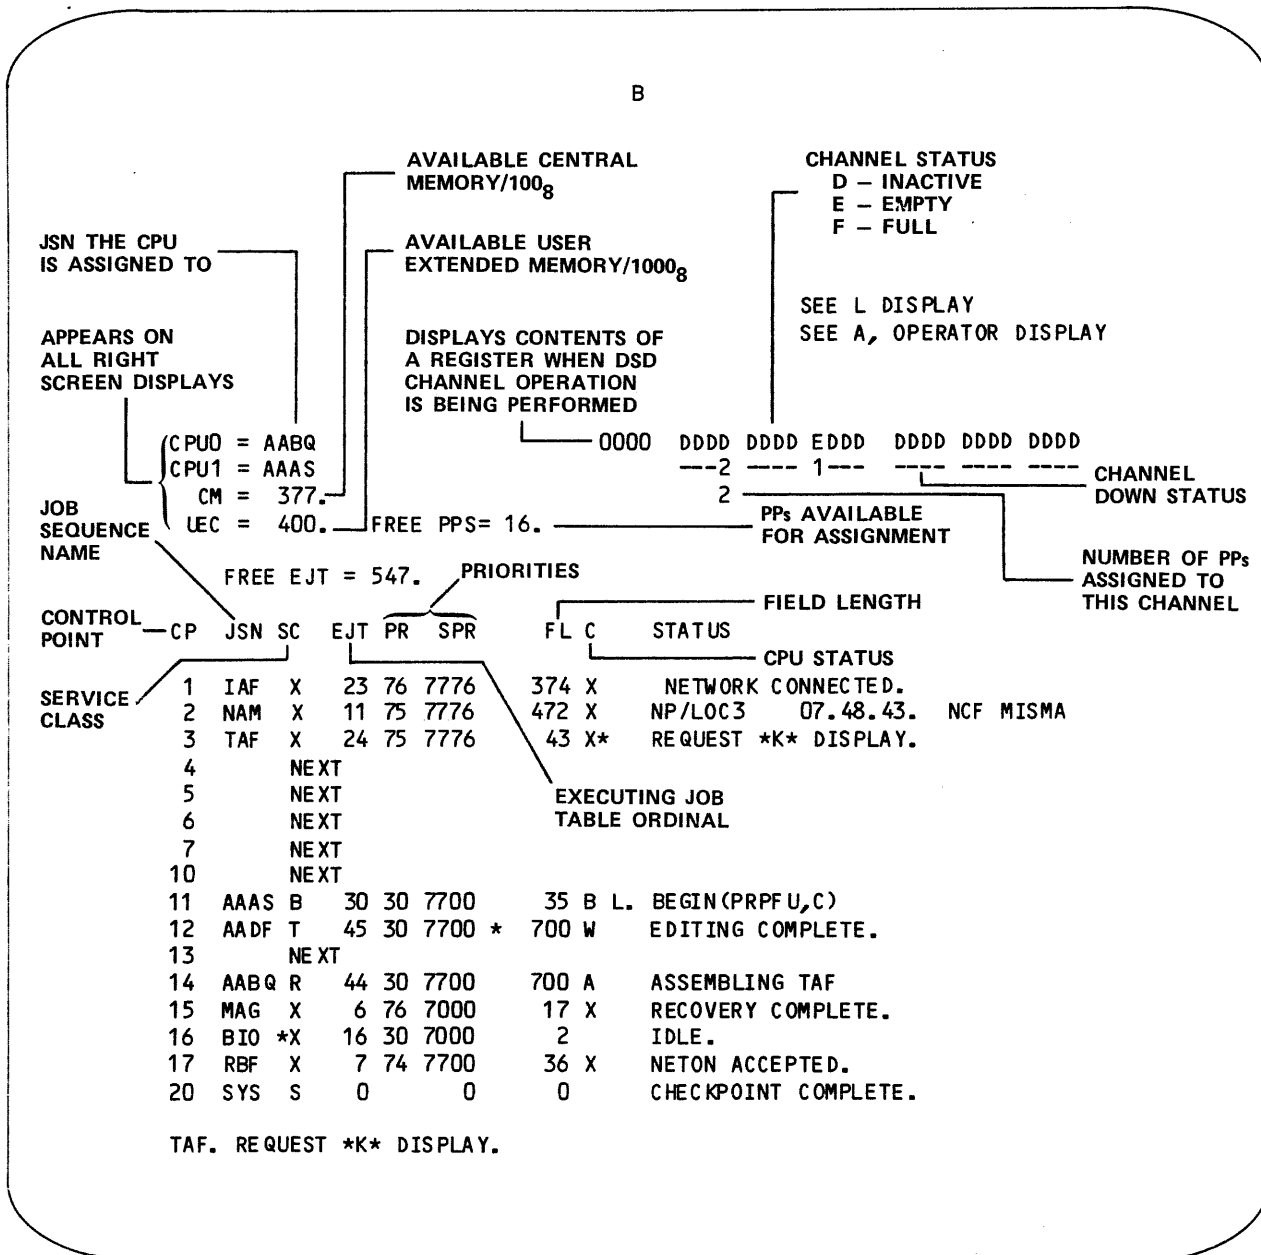 B
AVAILABLE CENTRAL
MEMORY/100₈
CHANNEL STATUS
D – INACTIVE
E – EMPTY
F – FULL
JSN THE CPU
IS ASSIGNED TO
AVAILABLE USER
EXTENDED MEMORY/1000₈
SEE L DISPLAY
SEE A, OPERATOR DISPLAY
APPEARS ON
ALL RIGHT
SCREEN DISPLAYS
DISPLAYS CONTENTS OF
A REGISTER WHEN DSD
CHANNEL OPERATION
IS BEING PERFORMED
CPU0 = AABQ 0000 DDDD DDDD EDDD DDDD DDDD DDDD
CPU1 = AAAS ---2 ---- 1--- ---- ---- ----
CM = 377. 2
CHANNEL
DOWN STATUS
UEC = 400. FREE PPS= 16.
PPs AVAILABLE
FOR ASSIGNMENT
JOB
SEQUENCE
NAME
NUMBER OF PPs
ASSIGNED TO
THIS CHANNEL
FREE EJT = 547.
PRIORITIES
FIELD LENGTH
CONTROL
POINT
CP JSN SC EJT PR SPR FL C STATUS
CPU STATUS
SERVICE
CLASS
1 IAF X 23 76 7776 374 X NETWORK CONNECTED.
2 NAM X 11 75 7776 472 X NP/LOC3 07.48.43. NCF MISMA
3 TAF X 24 75 7776 43 X* REQUEST *K* DISPLAY.
4 NEXT
5 NEXT
6 NEXT
7 NEXT
10 NEXT
EXECUTING JOB
TABLE ORDINAL
11 AAAS B 30 30 7700 35 B L. BEGIN(PRPFU,C)
12 AADF T 45 30 7700 * 700 W EDITING COMPLETE.
13 NEXT
14 AABQ R 44 30 7700 700 A ASSEMBLING TAF
15 MAG X 6 76 7000 17 X RECOVERY COMPLETE.
16 BIO *X 16 30 7000 2 IDLE.
17 RBF X 7 74 7700 36 X NETON ACCEPTED.
20 SYS S 0 0 0 CHECKPOINT COMPLETE.
TAF. REQUEST *K* DISPLAY.